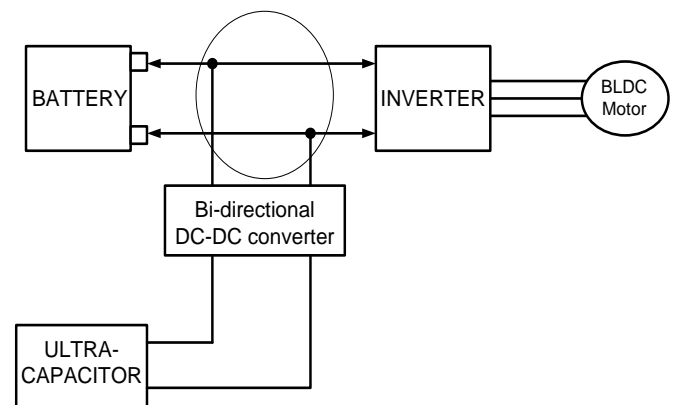 BATTERY
INVERTER
BLDC
Motor
Bi-directional
DC-DC converter
ULTRA-
CAPACITOR